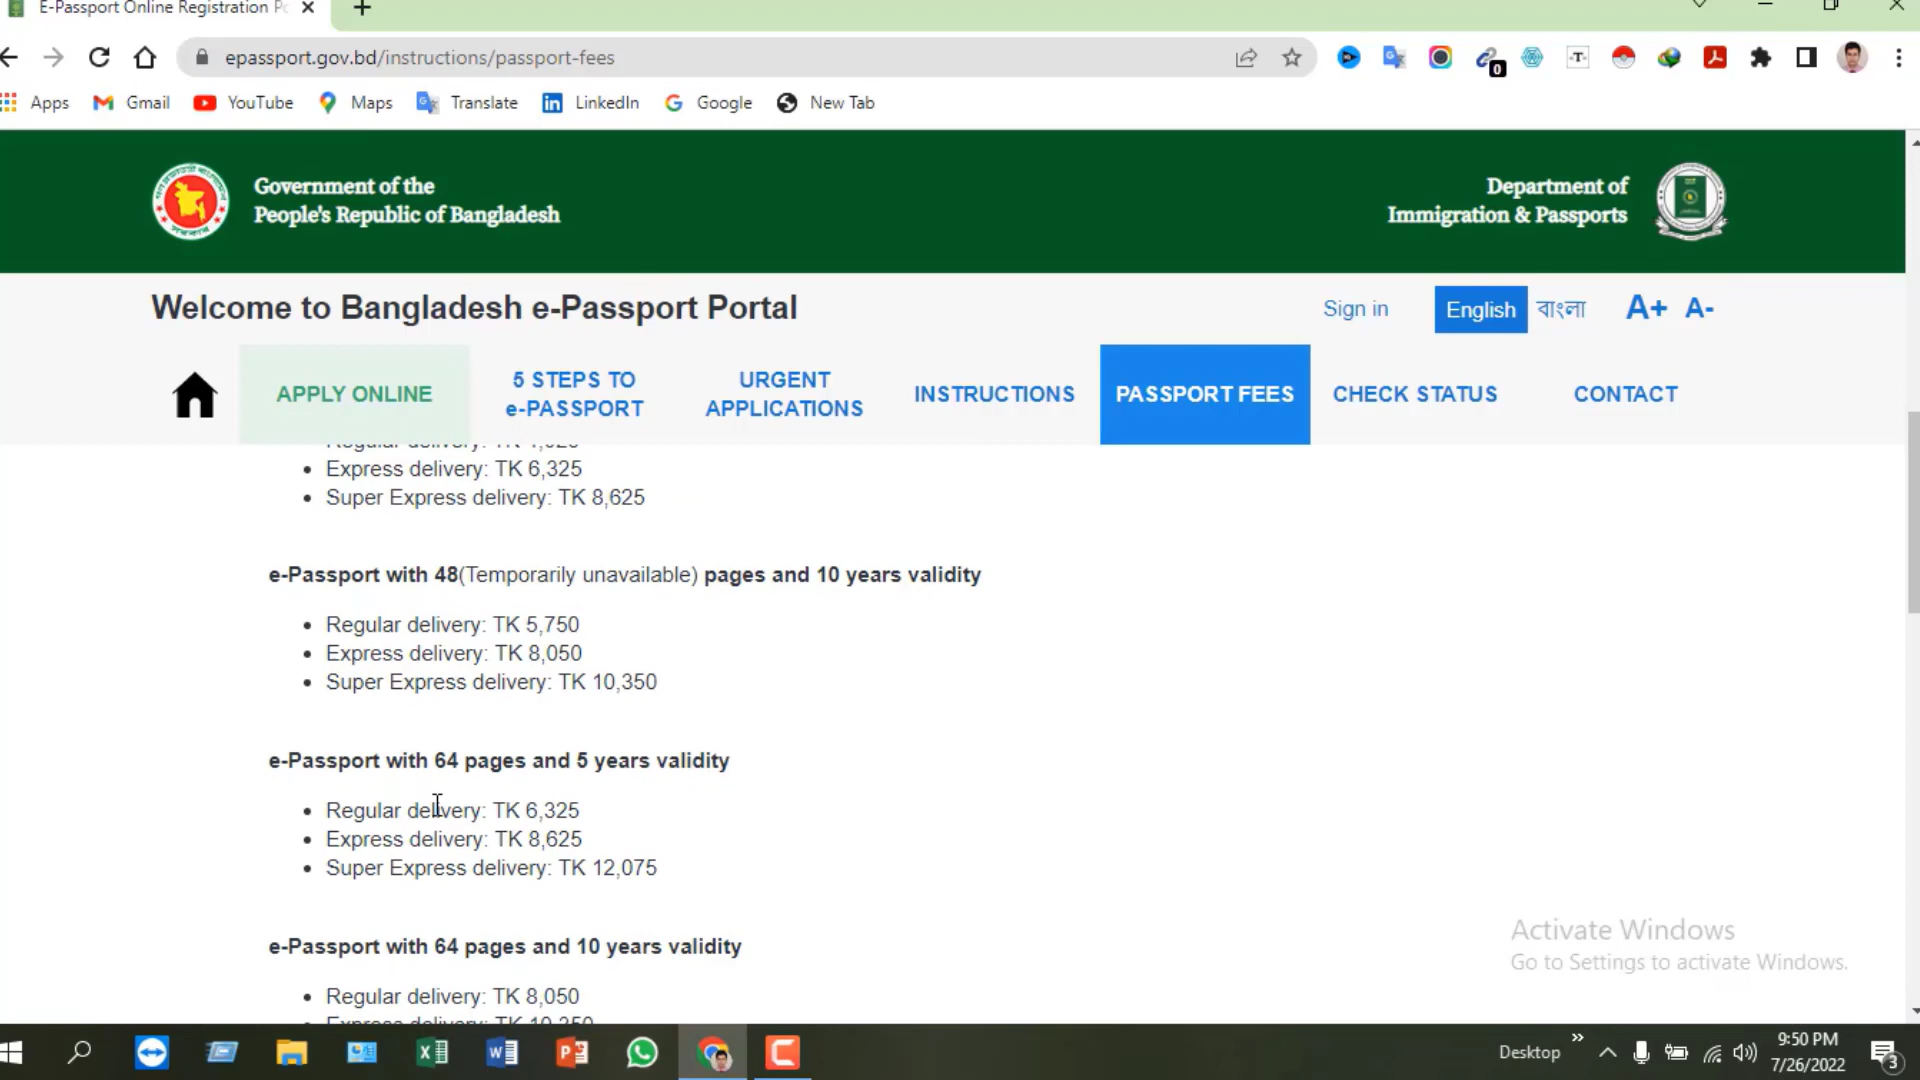 E-Passport Online Registration Po
epassport.gov.bd/instructions/passport-fees
0
Apps Gmail YouTube Maps Translate LinkedIn Google New Tab
Government of the
People's Republic of Bangladesh
Department of
Immigration & Passports
Welcome to Bangladesh e-Passport Portal
Sign in English বাংলা A+ A-
APPLY ONLINE
5 STEPS TO
e-PASSPORT
URGENT
APPLICATIONS
INSTRUCTIONS
PASSPORT FEES
CHECK STATUS
CONTACT
• Express delivery: TK 6,325
• Super Express delivery: TK 8,625
e-Passport with 48(Temporarily unavailable) pages and 10 years validity
• Regular delivery: TK 5,750
• Express delivery: TK 8,050
• Super Express delivery: TK 10,350
e-Passport with 64 pages and 5 years validity
• Regular delivery: TK 6,325
• Express delivery: TK 8,625
• Super Express delivery: TK 12,075
e-Passport with 64 pages and 10 years validity
• Regular delivery: TK 8,050
Activate Windows
Go to Settings to activate Windows.
Desktop
9:50 PM
7/26/2022
3